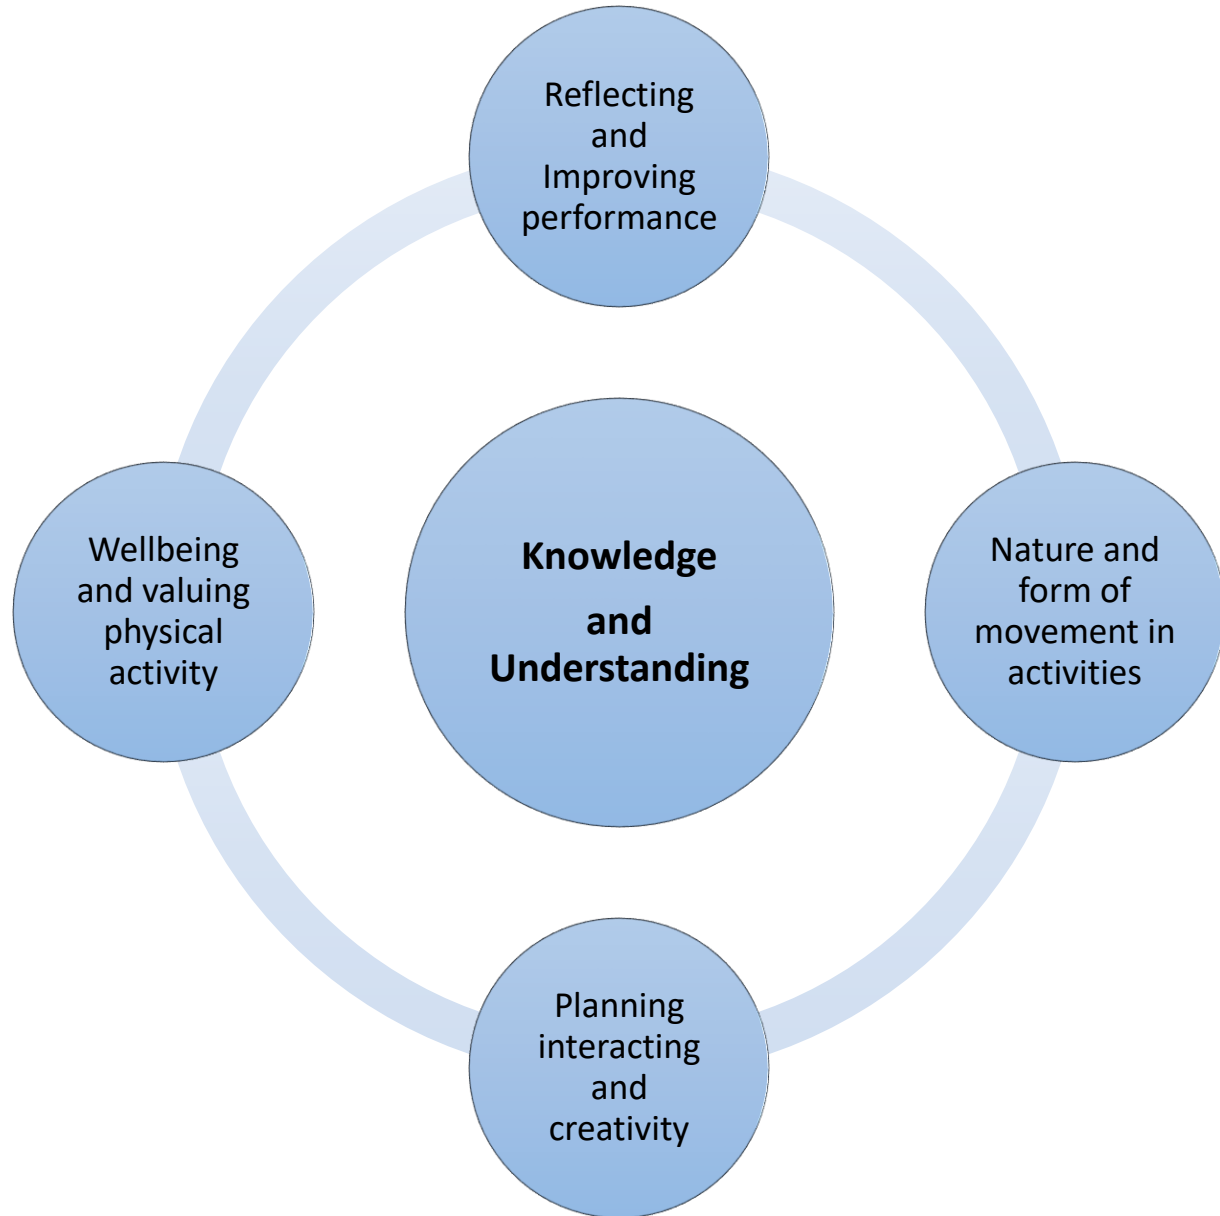 Reflecting
and
Improving
performance
Wellbeing
and valuing
physical
activity
Knowledge
and
Understanding
Nature and
form of
movement in
activities
Planning
interacting
and
creativity